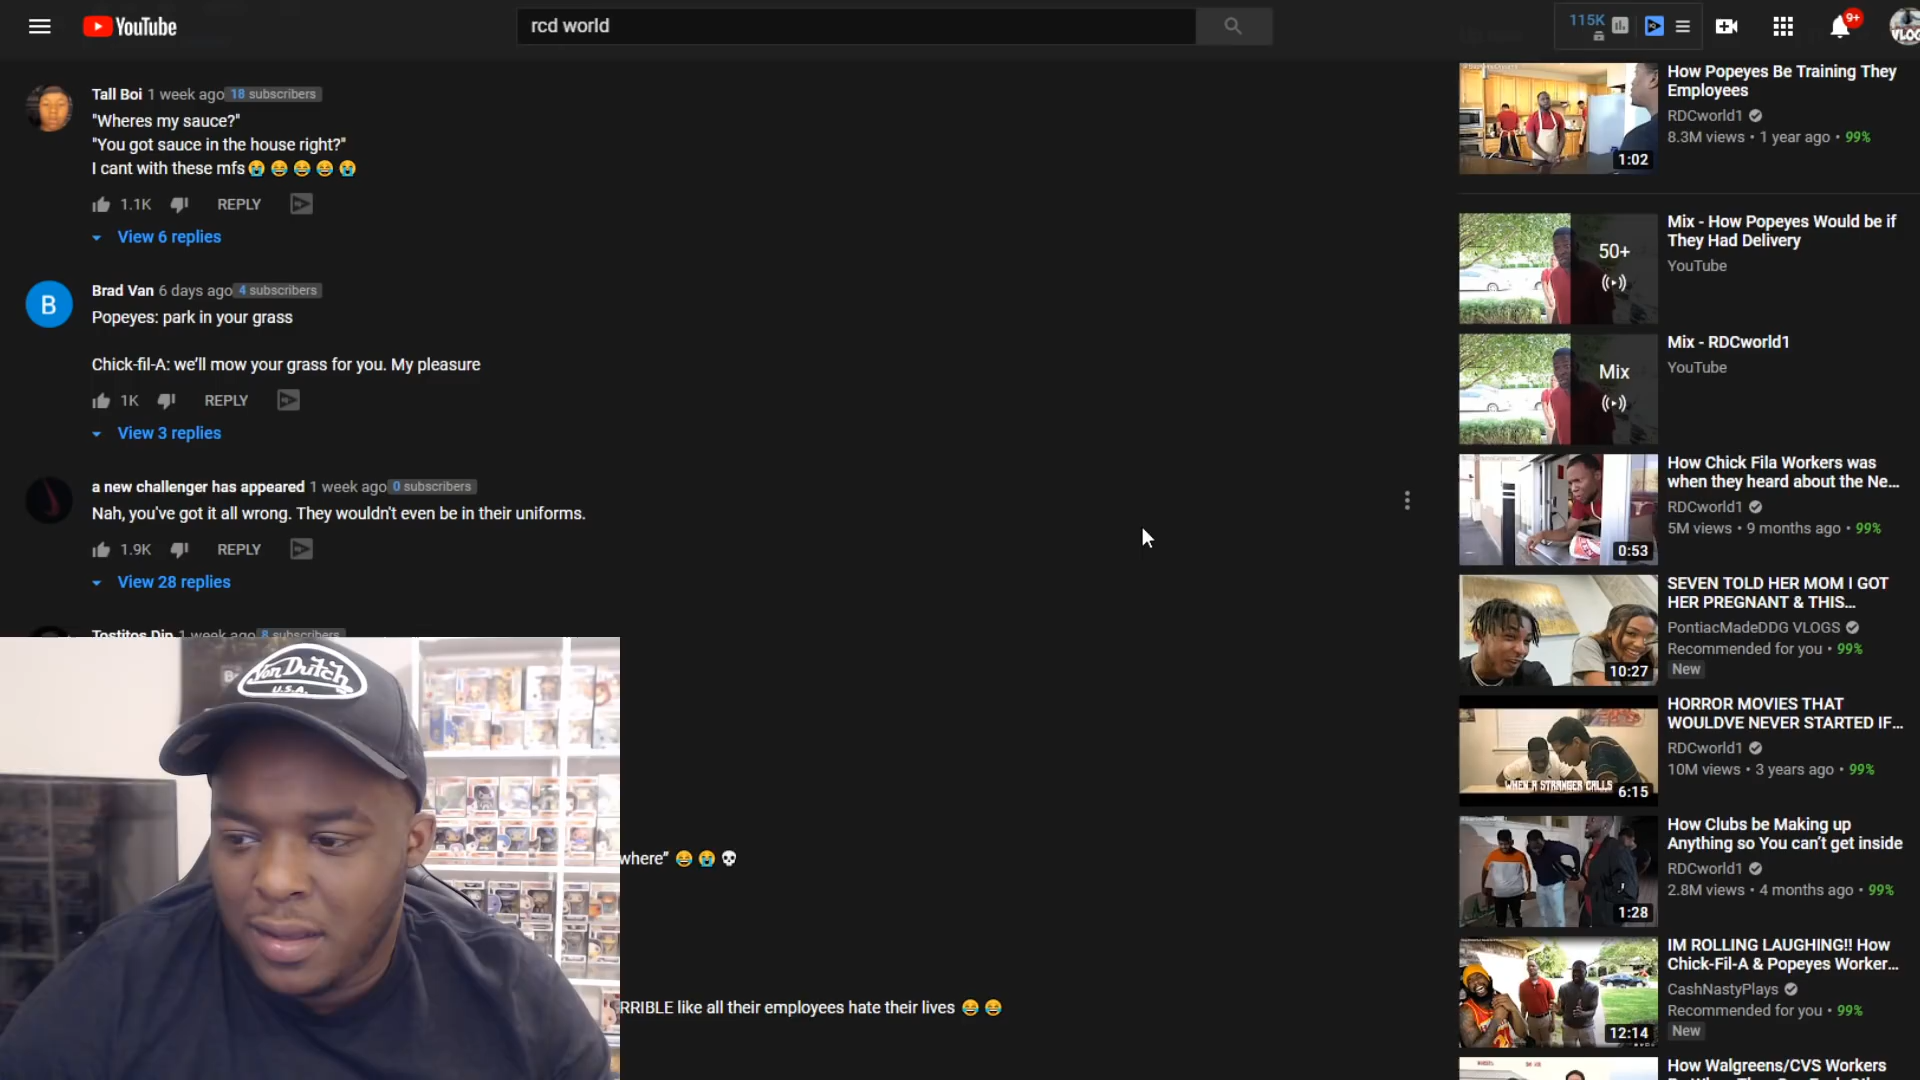 YouTube
rcd world
115K
9+
VLOG
Tall Boi 1 week ago 18 subscribers
"Wheres my sauce?"
"You got sauce in the house right?"
I cant with these mfs😭😂😂😂😭
1.1K REPLY
View 6 replies
B
Brad Van 6 days ago 4 subscribers
Popeyes: park in your grass
Chick-fil-A: we’ll mow your grass for you. My pleasure
1K REPLY
View 3 replies
a new challenger has appeared 1 week ago 0 subscribers
Nah, you've got it all wrong. They wouldn't even be in their uniforms.
1.9K REPLY
View 28 replies
Tostitos Dip 1 week ago 8 subscribers
where” 😂😭💀
RRIBLE like all their employees hate their lives 😂😂
Von Dutch
U.S.A.
How Popeyes Be Training They
Employees
RDCworld1
8.3M views • 1 year ago • 99%
1:02
50+
Mix - How Popeyes Would be if
They Had Delivery
YouTube
Mix
Mix - RDCworld1
YouTube
How Chick Fila Workers was
when they heard about the Ne...
RDCworld1
5M views • 9 months ago • 99%
0:53
SEVEN TOLD HER MOM I GOT
HER PREGNANT & THIS...
PontiacMadeDDG VLOGS
Recommended for you • 99%
New
10:27
HORROR MOVIES THAT
WOULDVE NEVER STARTED IF...
RDCworld1
10M views • 3 years ago • 99%
WHEN A STRANGER CALLS
6:15
How Clubs be Making up
Anything so You can’t get inside
RDCworld1
2.8M views • 4 months ago • 99%
1:28
IM ROLLING LAUGHING!! How
Chick-Fil-A & Popeyes Worker...
CashNastyPlays
Recommended for you • 99%
New
12:14
How Walgreens/CVS Workers